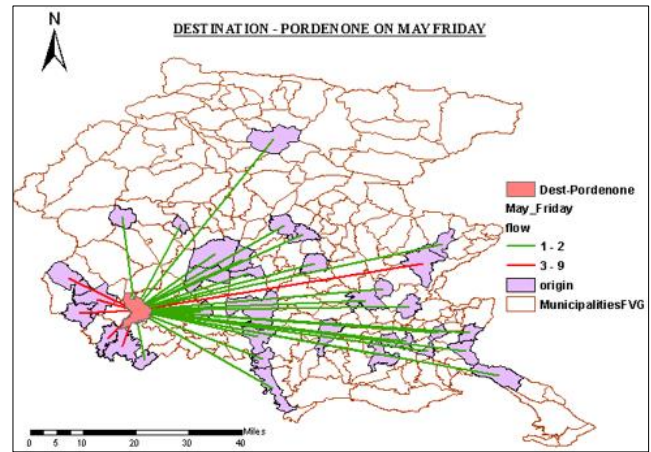 DESTINATION - PORDENONE ON MAY FRIDAY
N
Dest-Pordenone
May_Friday
flow
1 - 2
3 - 9
origin
MunicipalitiesFVG
Miles
0 5 10 20 30 40